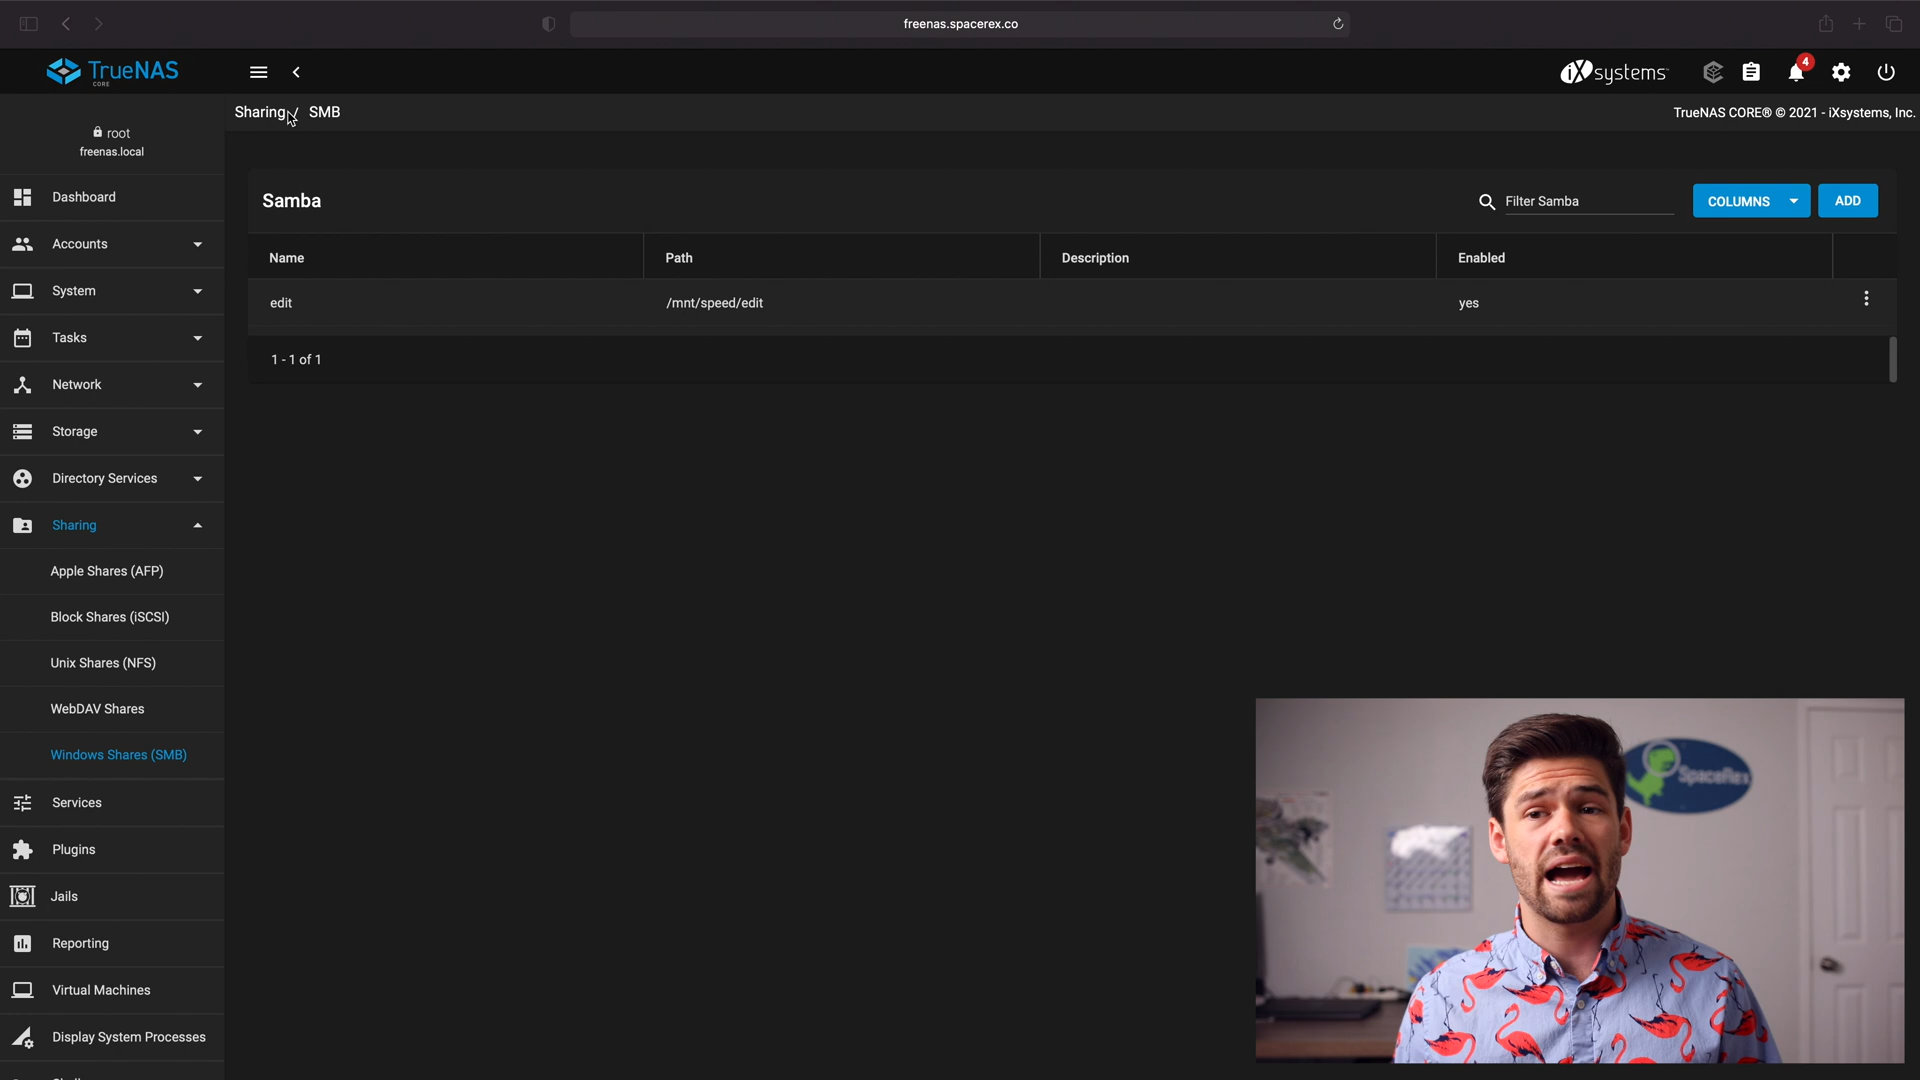 freenas.spacerex.co
TrueNAS
CORE
iXsystems
4
root
freenas.local
Sharing / SMB
TrueNAS CORE® © 2021 - iXsystems, Inc.
Samba
Filter Samba
COLUMNS
ADD
Name Path Description Enabled
edit /mnt/speed/edit yes
1 - 1 of 1
Dashboard
Accounts
System
Tasks
Network
Storage
Directory Services
Sharing
Apple Shares (AFP)
Block Shares (iSCSI)
Unix Shares (NFS)
WebDAV Shares
Windows Shares (SMB)
Services
Plugins
Jails
Reporting
Virtual Machines
Display System Processes
SpaceRex